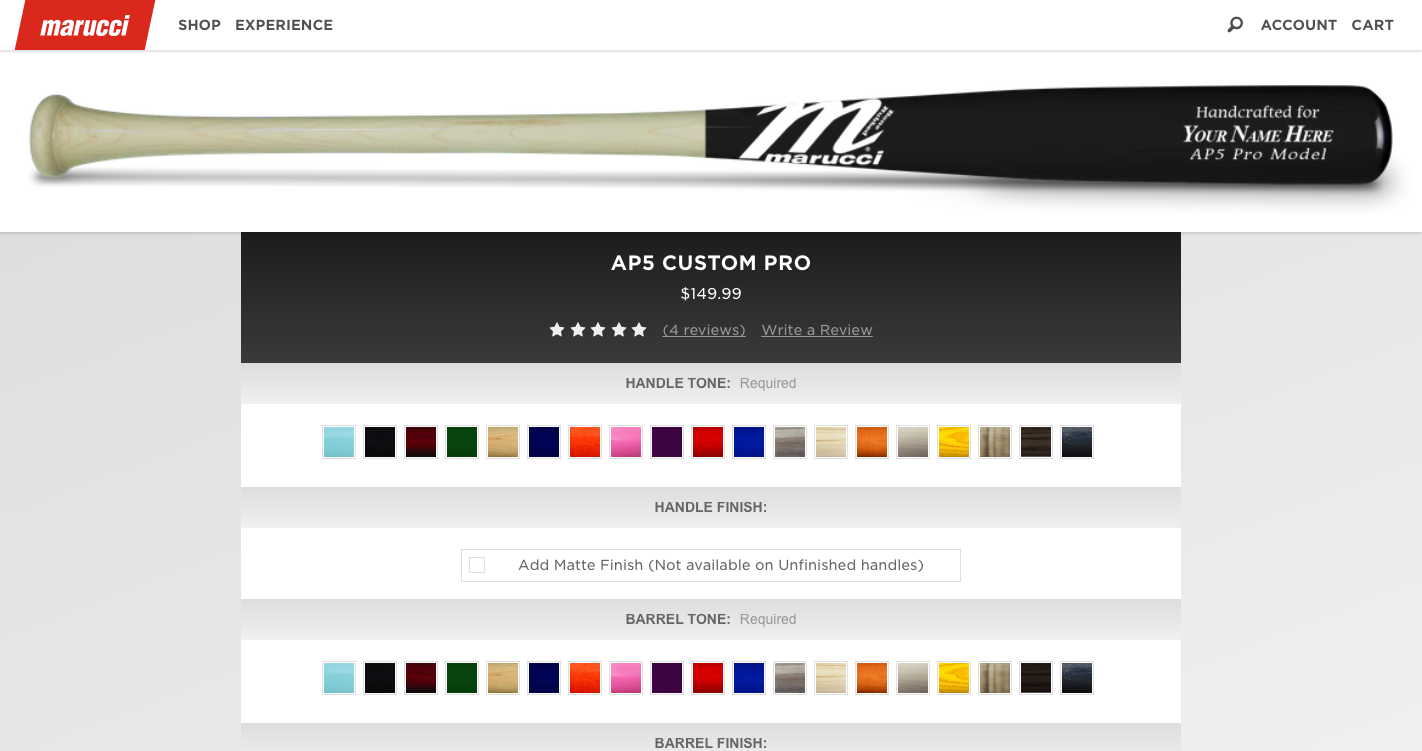 marucci
SHOP EXPERIENCE
ACCOUNT CART
marucci
Handcrafted for
YOUR NAME HERE
AP5 Pro Model
AP5 CUSTOM PRO
$149.99
(4 reviews) Write a Review
HANDLE TONE: Required
HANDLE FINISH:
Add Matte Finish (Not available on Unfinished handles)
BARREL TONE: Required
BARREL FINISH: